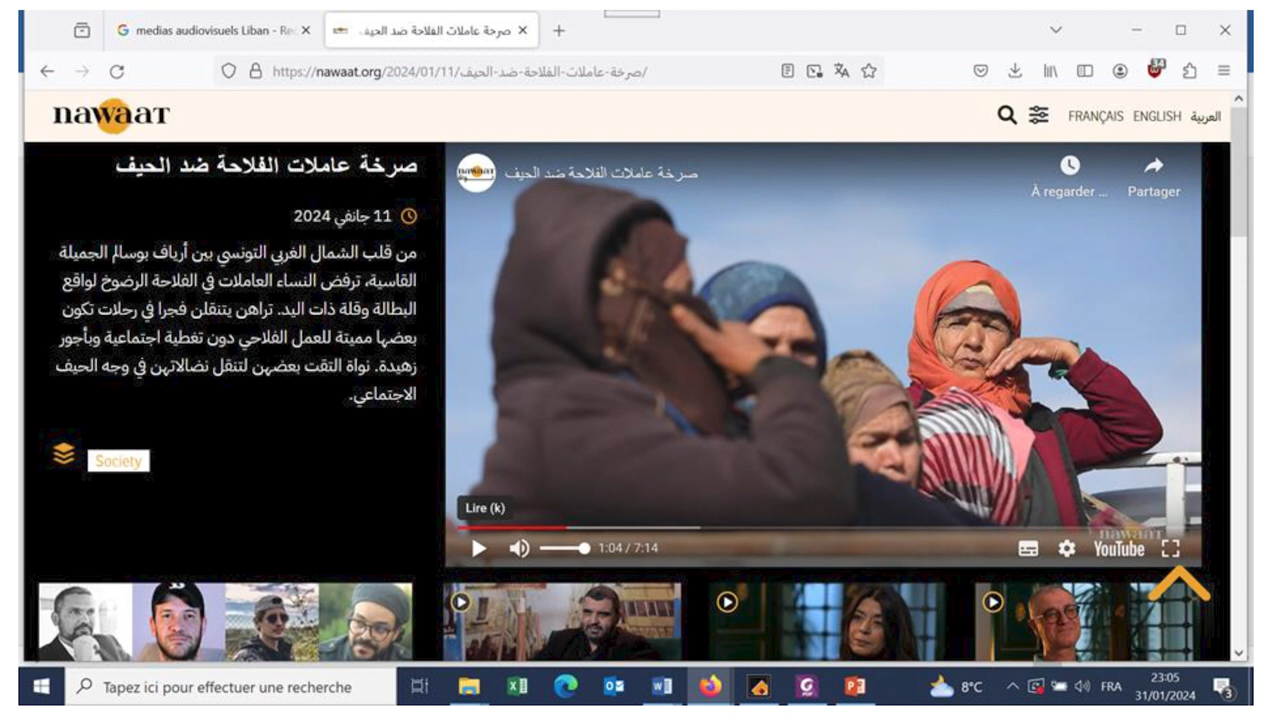 medias audiovisuels Liban - Re
صرخة عاملات الفلاحة ضد الحيف
https://nawaat.org/2024/01/11/صرخة-عاملات-الفلاحة-ضد-الحيف/
nawaat
FRANÇAIS ENGLISH العربية
صرخة عاملات الفلاحة ضد الحيف
11 جانفي 2024
من قلب الشمال الغربي التونسي بين أرياف بوسالم الجميلة
القاسية، ترفض النساء العاملات في الفلاحة الرضوخ لواقع
البطالة وقلة ذات اليد. تراهن يتنقلن فجرا في رحلات تكون
بعضها مميتة للعمل الفلاحي دون تغطية اجتماعية وبأجور
زهيدة. نواة التقت بعضهن لتنقل نضالاتهن في وجه الحيف
الاجتماعي.
Society
nawaat
صرخة عاملات الفلاحة ضد الحيف
À regarder ...
Partager
Lire (k)
1:04 / 7:14
nawaat
YouTube
Tapez ici pour effectuer une recherche
8°C
FRA
23:05
31/01/2024
3